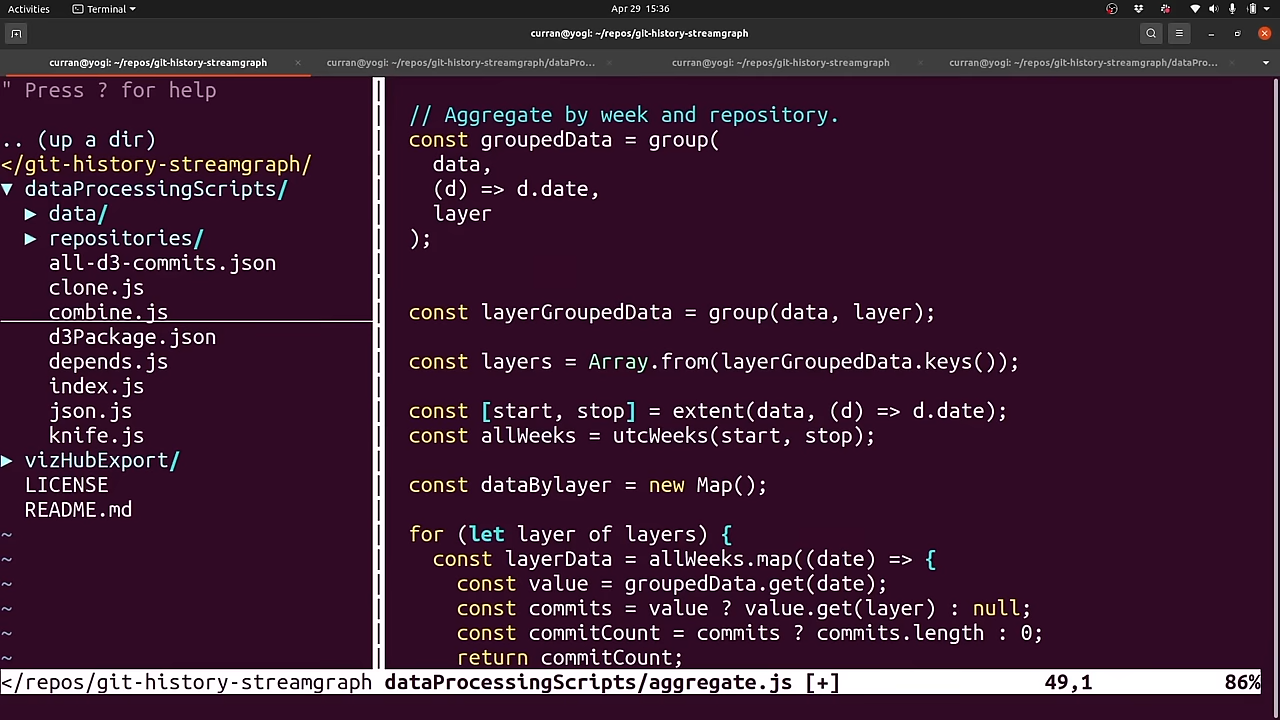 Activities
Terminal
Apr 29 15:36
curran@yogi: ~/repos/git-history-streamgraph
curran@yogi: ~/repos/git-history-streamgraph ×
curran@yogi: ~/repos/git-history-streamgraph/dataPro... ×
curran@yogi: ~/repos/git-history-streamgraph ×
curran@yogi: ~/repos/git-history-streamgraph/dataPro... ×
" Press ? for help
.. (up a dir)
</git-history-streamgraph/
▼ dataProcessingScripts/
▶ data/
▶ repositories/
all-d3-commits.json
clone.js
combine.js
d3Package.json
depends.js
index.js
json.js
knife.js
▶ vizHubExport/
LICENSE
README.md
~
~
~
~
~
~
</repos/git-history-streamgraph
// Aggregate by week and repository.
const groupedData = group(
data,
(d) => d.date,
layer
);
const layerGroupedData = group(data, layer);
const layers = Array.from(layerGroupedData.keys());
const [start, stop] = extent(data, (d) => d.date);
const allWeeks = utcWeeks(start, stop);
const dataBylayer = new Map();
for (let layer of layers) {
const layerData = allWeeks.map((date) => {
const value = groupedData.get(date);
const commits = value ? value.get(layer) : null;
const commitCount = commits ? commits.length : 0;
return commitCount;
dataProcessingScripts/aggregate.js [+] 49,1 86%